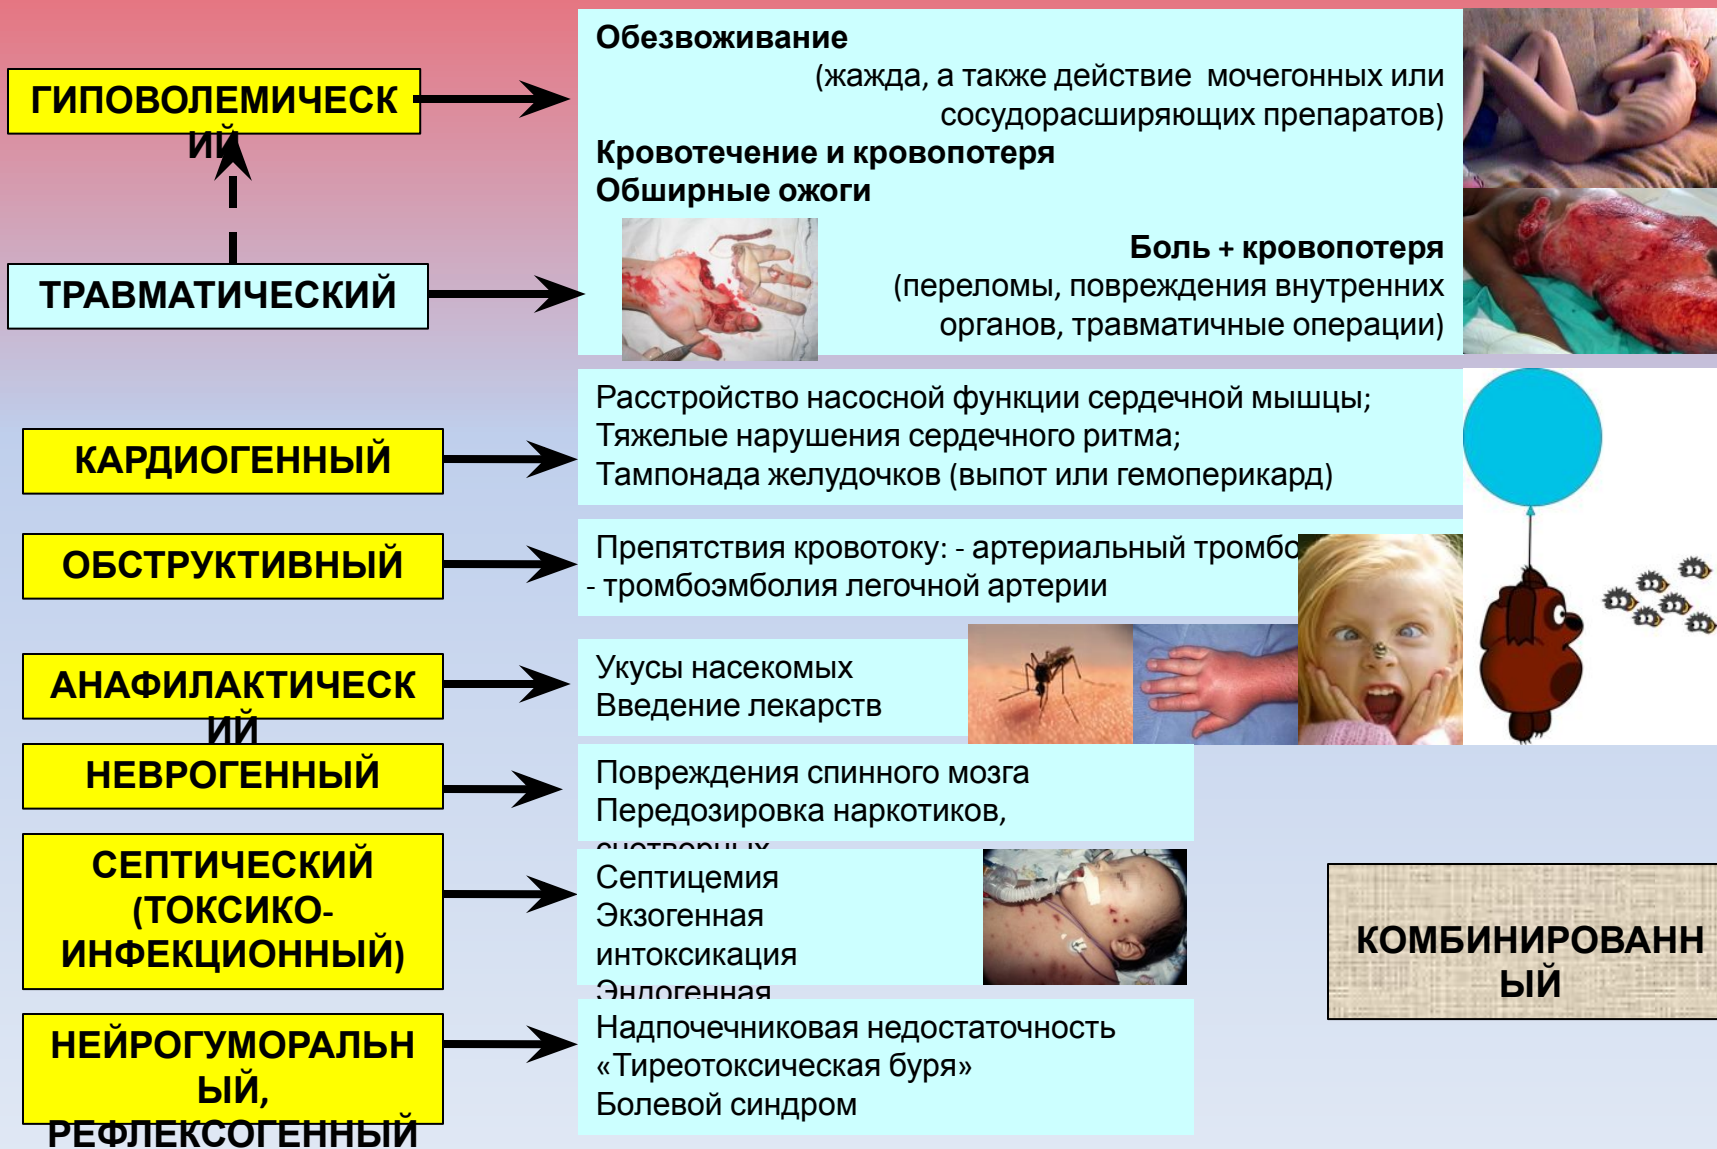 ГИПОВОЛЕМИЧЕСК
ИЙ
Обезвоживание
(жажда, а также действие мочегонных или
сосудорасширяющих препаратов)
Кровотечение и кровопотеря
Обширные ожоги
ТРАВМАТИЧЕСКИЙ
Боль + кровопотеря
(переломы, повреждения внутренних
органов, травматичные операции)
КАРДИОГЕННЫЙ
Расстройство насосной функции сердечной мышцы;
Тяжелые нарушения сердечного ритма;
Тампонада желудочков (выпот или гемоперикард)
ОБСТРУКТИВНЫЙ
Препятствия кровотоку: - артериальный
- тромбоэмболия легочной артерии
АНАФИЛАКТИЧЕСК
ИЙ
Укусы насекомых
Введение лекарств
НЕВРОГЕННЫЙ
Повреждения спинного мозга
Передозировка наркотиков,
СЕПТИЧЕСКИЙ
(ТОКСИКО-
ИНФЕКЦИОННЫЙ)
Септицемия
Экзогенная
интоксикация
Эндогенная
НЕЙРОГУМОРАЛЬН
ЫЙ,
РЕФЛЕКСОГЕННЫЙ
Надпочечниковая недостаточность
«Тиреотоксическая буря»
Болевой синдром
КОМБИНИРОВАНН
ЫЙ